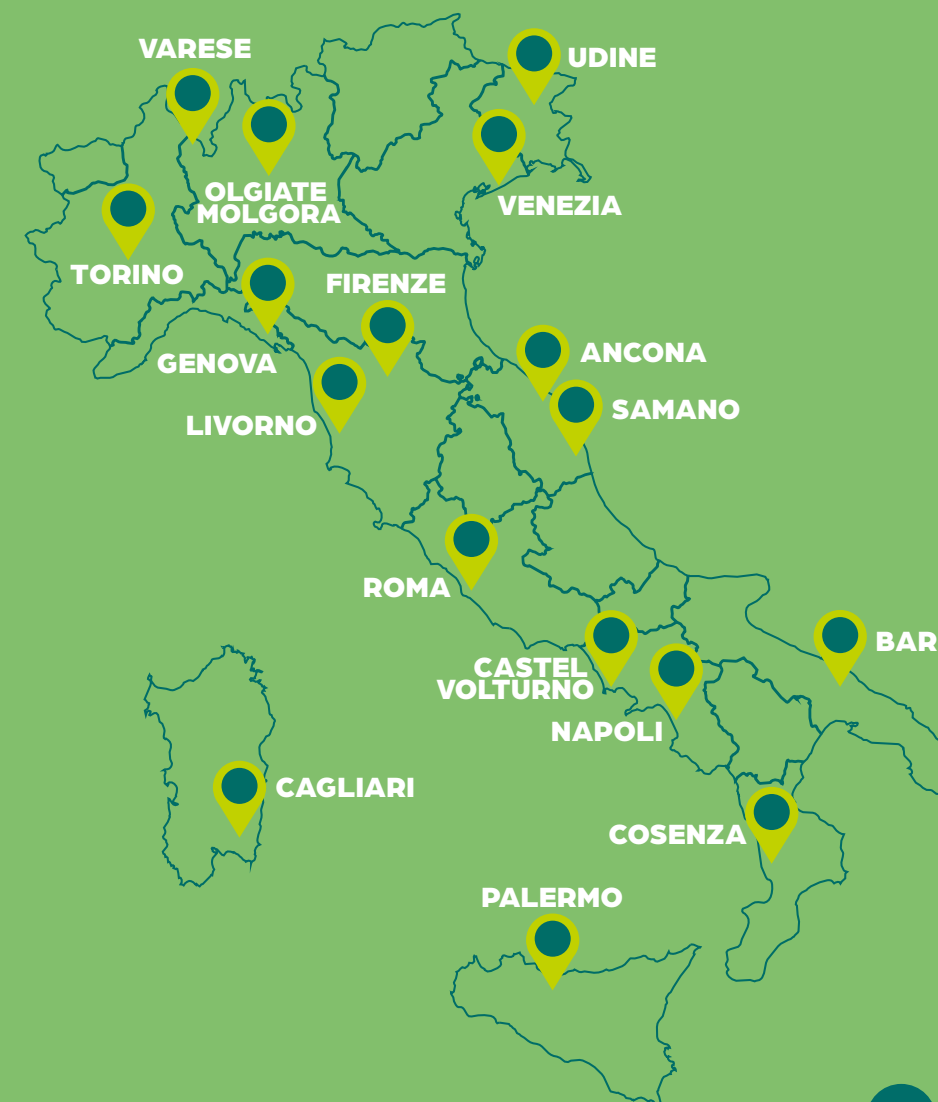 VARESE
UDINE
OLGIATE
MOLGORA
VENEZIA
TORINO
FIRENZE
GENOVA
ANCONA
LIVORNO
SAMANO
ROMA
BAR
CASTEL
VOLTURNO
NAPOLI
CAGLIARI
COSENZA
PALERMO